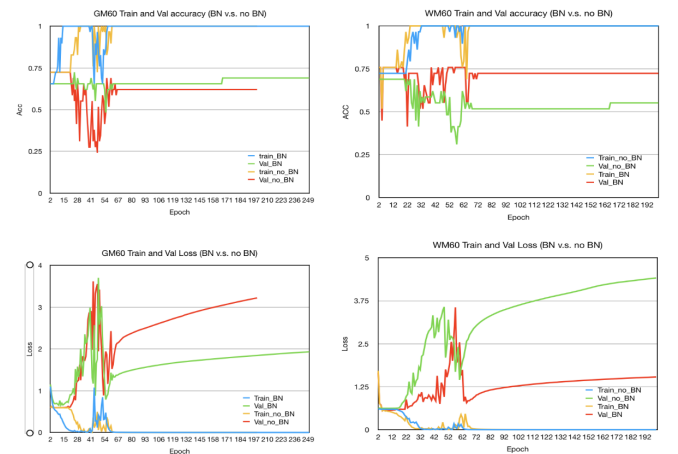 GM60 Train and Val accuracy (BN v.s. no BN)
1
0.75
0.5
0.25
0
Acc
train_BN
Val_BN
train_no_BN
Val_no_BN
2 15 28 41 54 67 80 93 106 119 132 145 158 171 184 197 210 223 236 249
Epoch
WM60 Train and Val accuracy (BN v.s. no BN)
1
0.75
0.5
0.25
0
ACC
Train_no_BN
Val_no_BN
Train_BN
Val_BN
2 12 22 32 42 52 62 72 82 92 102 112 122 132 142 152 162 172 182 192
Epoch
GM60 Train and Val Loss (BN v.s. no BN)
4
3
2
1
0
Loss
Train_BN
Val_BN
Train_no_BN
Val_no_BN
2 15 28 41 54 67 80 93 106 119 132 145 158 171 184 197 210 223 236 249
Epoch
WM60 Train and Val Loss (BN v.s. no BN)
5
3.75
2.5
1.25
0
Loss
Train_no_BN
Val_no_BN
Train_BN
Val_BN
2 12 22 32 42 52 62 72 82 92 102 112 122 132 142 152 162 172 182 192
Epoch